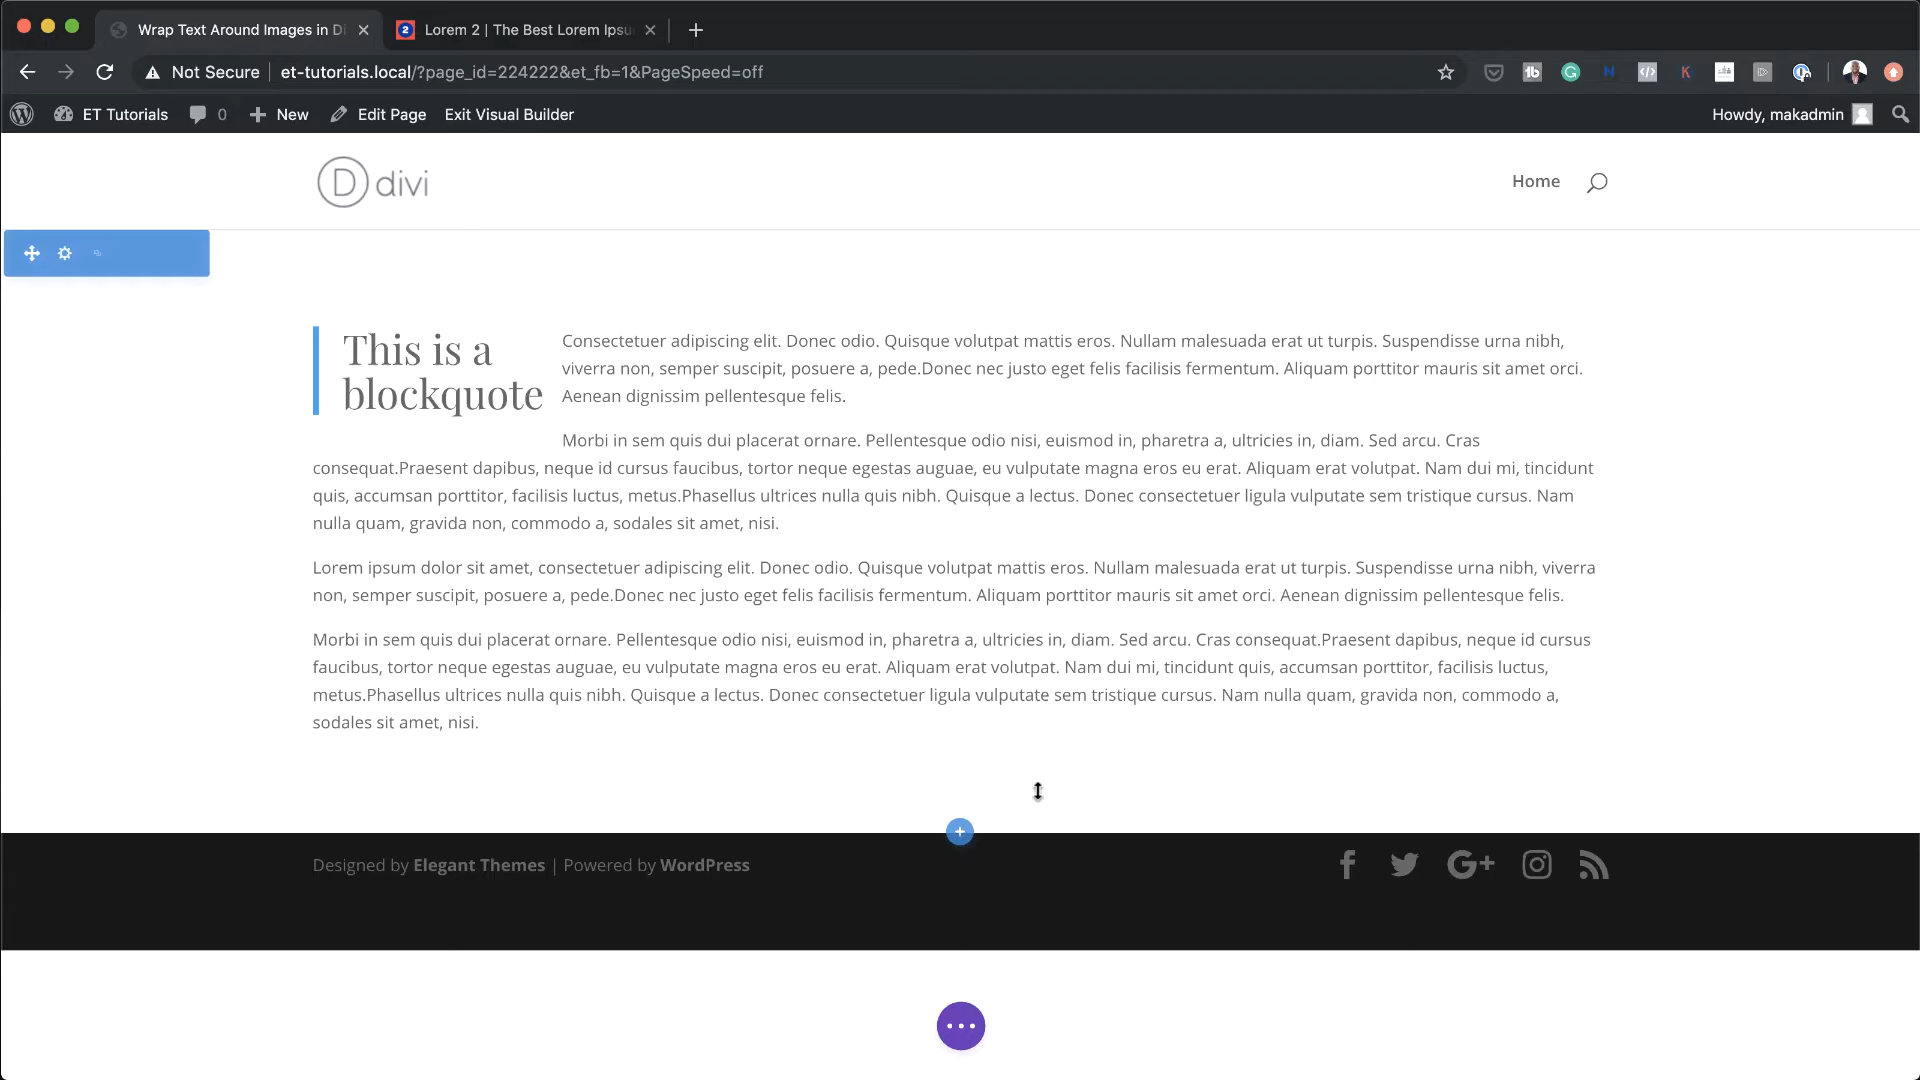 Wrap Text Around Images in Di
Lorem 2 | The Best Lorem Ipsu
Not Secure
et-tutorials.local/?page_id=224222&et_fb=1&PageSpeed=off
ET Tutorials
0
New
Edit Page
Exit Visual Builder
Howdy, makadmin
D divi
Home
This is a
blockquote
Consectetuer adipiscing elit. Donec odio. Quisque volutpat mattis eros. Nullam malesuada erat ut turpis. Suspendisse urna nibh,
viverra non, semper suscipit, posuere a, pede.Donec nec justo eget felis facilisis fermentum. Aliquam porttitor mauris sit amet orci.
Aenean dignissim pellentesque felis.
Morbi in sem quis dui placerat ornare. Pellentesque odio nisi, euismod in, pharetra a, ultricies in, diam. Sed arcu. Cras
consequat.Praesent dapibus, neque id cursus faucibus, tortor neque egestas auguae, eu vulputate magna eros eu erat. Aliquam erat volutpat. Nam dui mi, tincidunt
quis, accumsan porttitor, facilisis luctus, metus.Phasellus ultrices nulla quis nibh. Quisque a lectus. Donec consectetuer ligula vulputate sem tristique cursus. Nam
nulla quam, gravida non, commodo a, sodales sit amet, nisi.
Lorem ipsum dolor sit amet, consectetuer adipiscing elit. Donec odio. Quisque volutpat mattis eros. Nullam malesuada erat ut turpis. Suspendisse urna nibh, viverra
non, semper suscipit, posuere a, pede.Donec nec justo eget felis facilisis fermentum. Aliquam porttitor mauris sit amet orci. Aenean dignissim pellentesque felis.
Morbi in sem quis dui placerat ornare. Pellentesque odio nisi, euismod in, pharetra a, ultricies in, diam. Sed arcu. Cras consequat.Praesent dapibus, neque id cursus
faucibus, tortor neque egestas auguae, eu vulputate magna eros eu erat. Aliquam erat volutpat. Nam dui mi, tincidunt quis, accumsan porttitor, facilisis luctus,
metus.Phasellus ultrices nulla quis nibh. Quisque a lectus. Donec consectetuer ligula vulputate sem tristique cursus. Nam nulla quam, gravida non, commodo a,
sodales sit amet, nisi.
Designed by Elegant Themes | Powered by WordPress